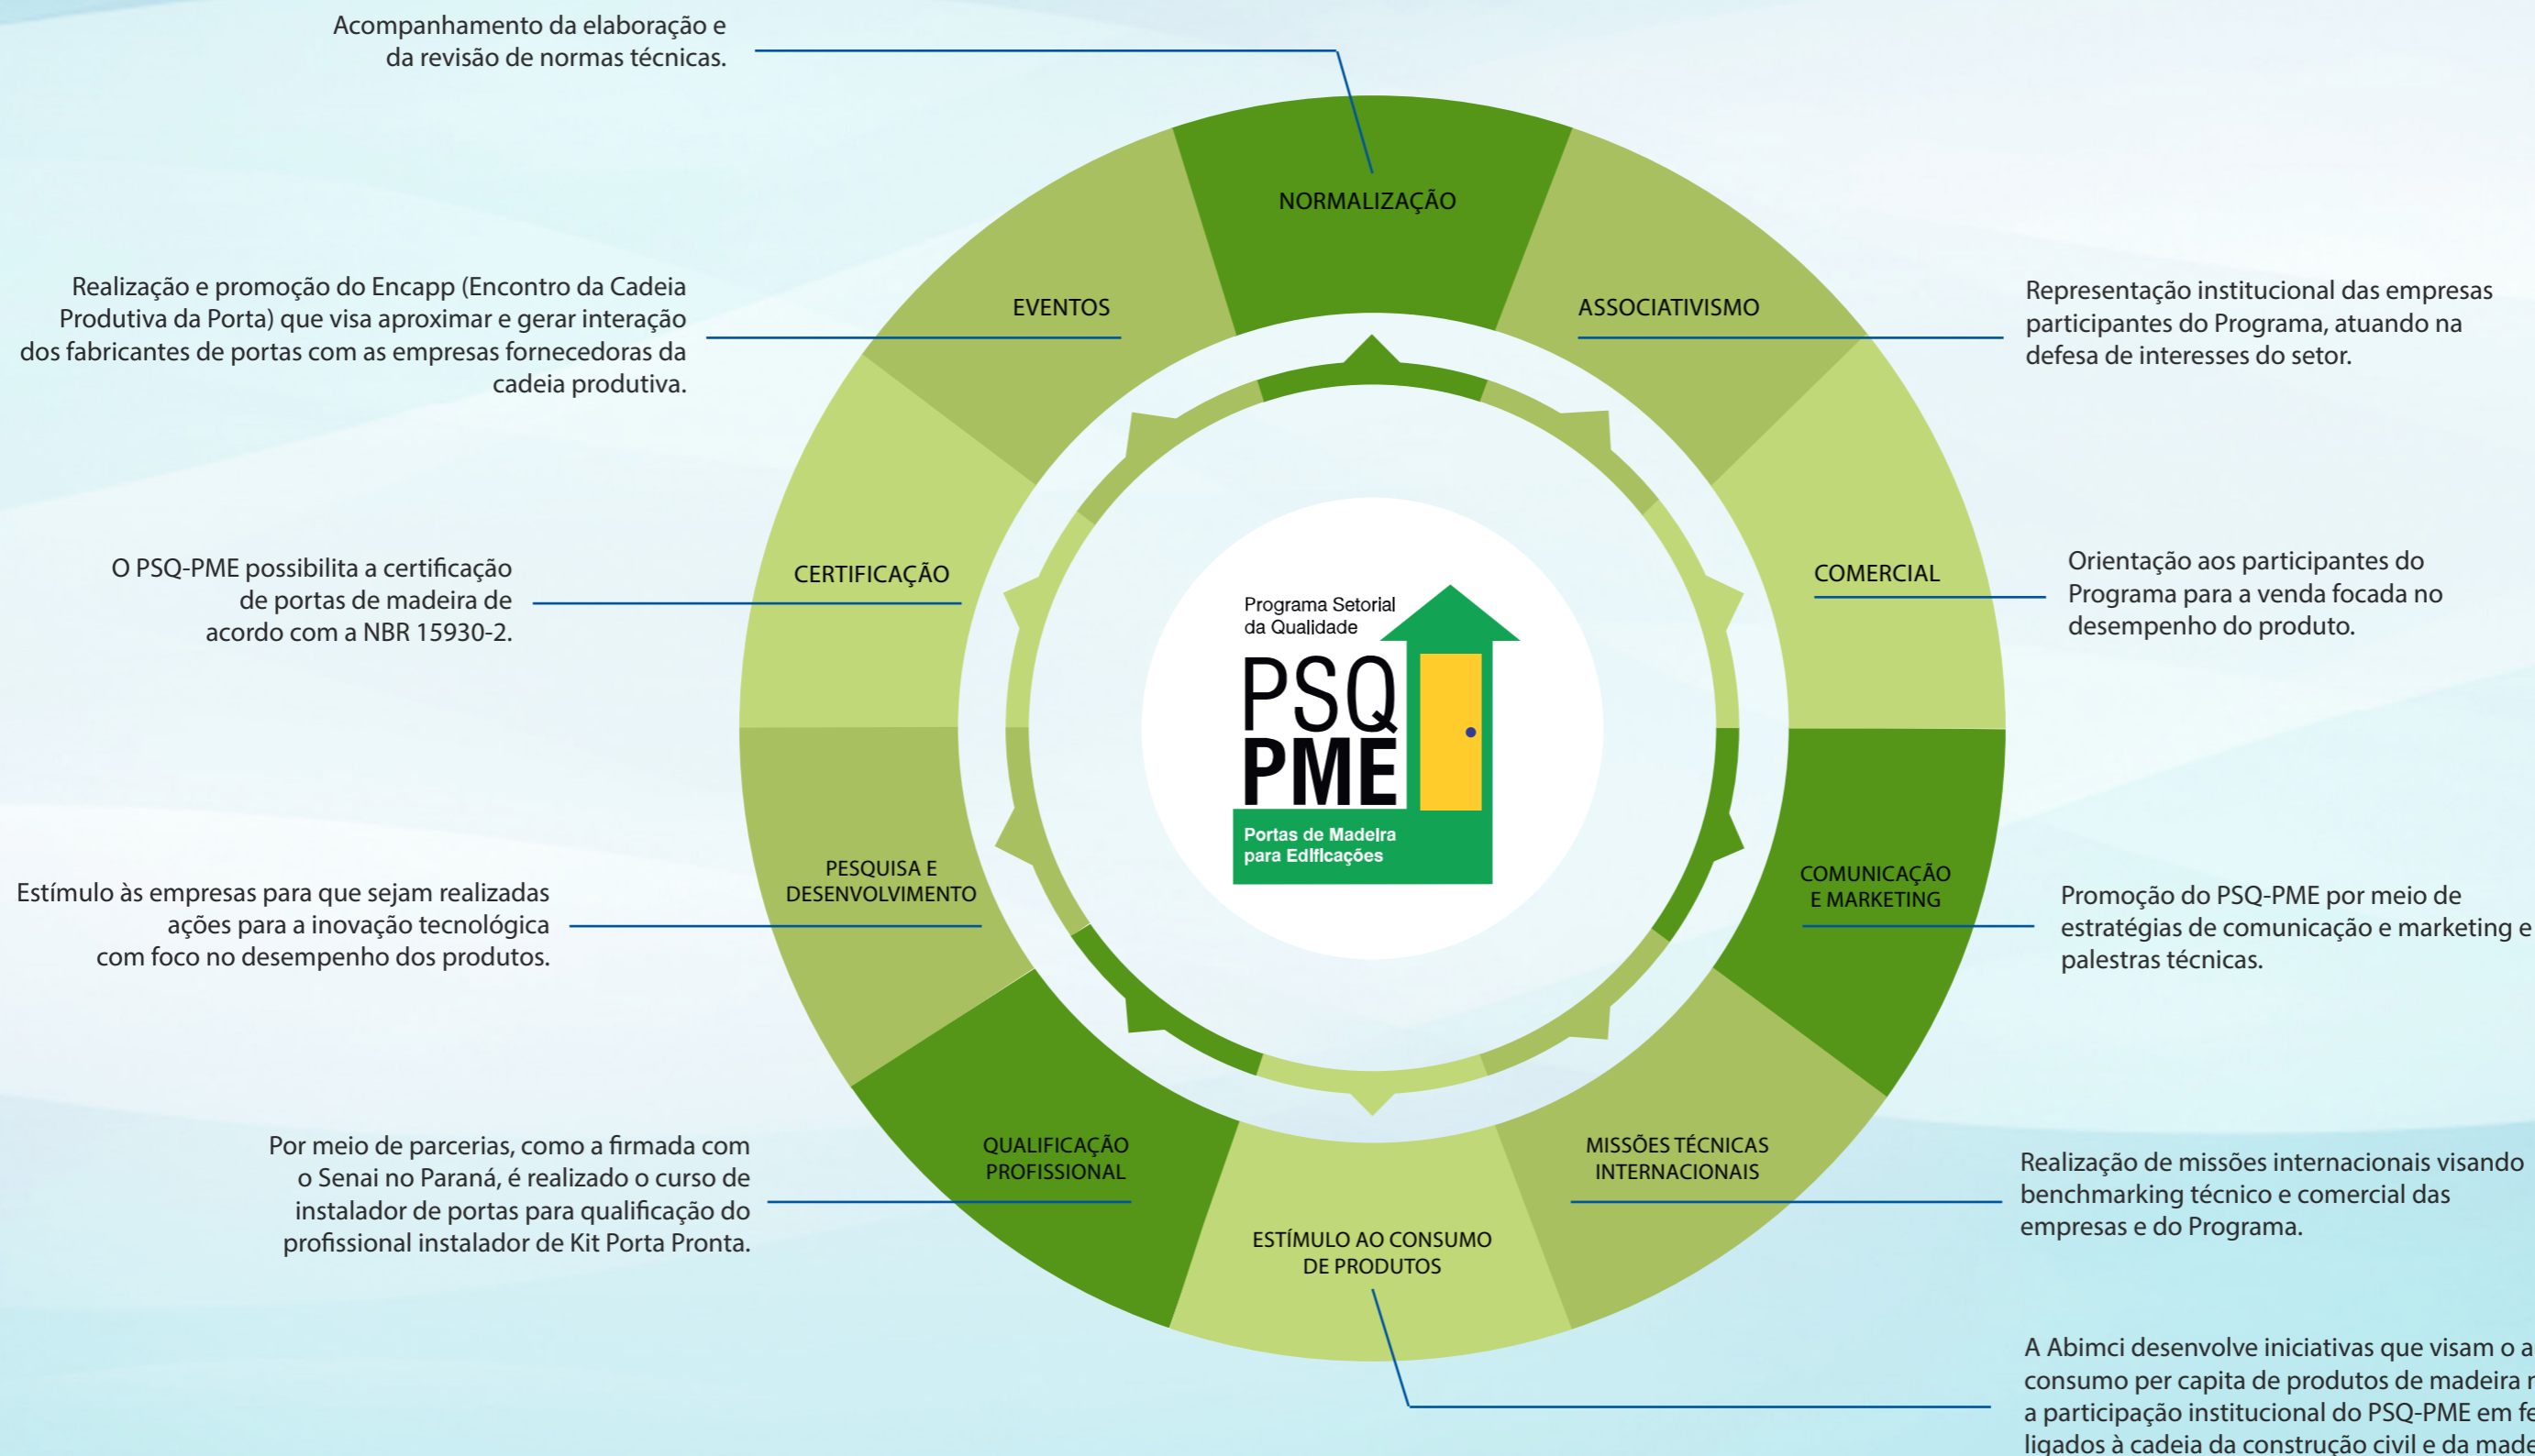 Acompanhamento da elaboração e
da revisão de normas técnicas.
NORMALIZAÇÃO
Realização e promoção do Encapp (Encontro da Cadeia
Produtiva da Porta) que visa aproximar e gerar interação
dos fabricantes de portas com as empresas fornecedoras da
cadeia produtiva.
EVENTOS
ASSOCIATIVISMO
Representação institucional das empresas
participantes do Programa, atuando na
defesa de interesses do setor.
O PSQ-PME possibilita a certificação
de portas de madeira de
acordo com a NBR 15930-2.
CERTIFICAÇÃO
COMERCIAL
Orientação aos participantes do
Programa para a venda focada no
desempenho do produto.
Programa Setorial
da Qualidade
PSQ
PME
Portas de Madeira
para Edificações
Estímulo às empresas para que sejam realizadas
ações para a inovação tecnológica
com foco no desempenho dos produtos.
PESQUISA E
DESENVOLVIMENTO
COMUNICAÇÃO
E MARKETING
Promoção do PSQ-PME por meio de
estratégias de comunicação e marketing e
palestras técnicas.
Por meio de parcerias, como a firmada com
o Senai no Paraná, é realizado o curso de
instalador de portas para qualificação do
profissional instalador de Kit Porta Pronta.
QUALIFICAÇÃO
PROFISSIONAL
MISSÕES TÉCNICAS
INTERNACIONAIS
Realização de missões internacionais visando
benchmarking técnico e comercial das
empresas e do Programa.
ESTÍMULO AO CONSUMO
DE PRODUTOS
A Abimci desenvolve iniciativas que visam o
consumo per capita de produtos de madeira
a participação institucional do PSQ-PME em
ligados à cadeia da construção civil e da